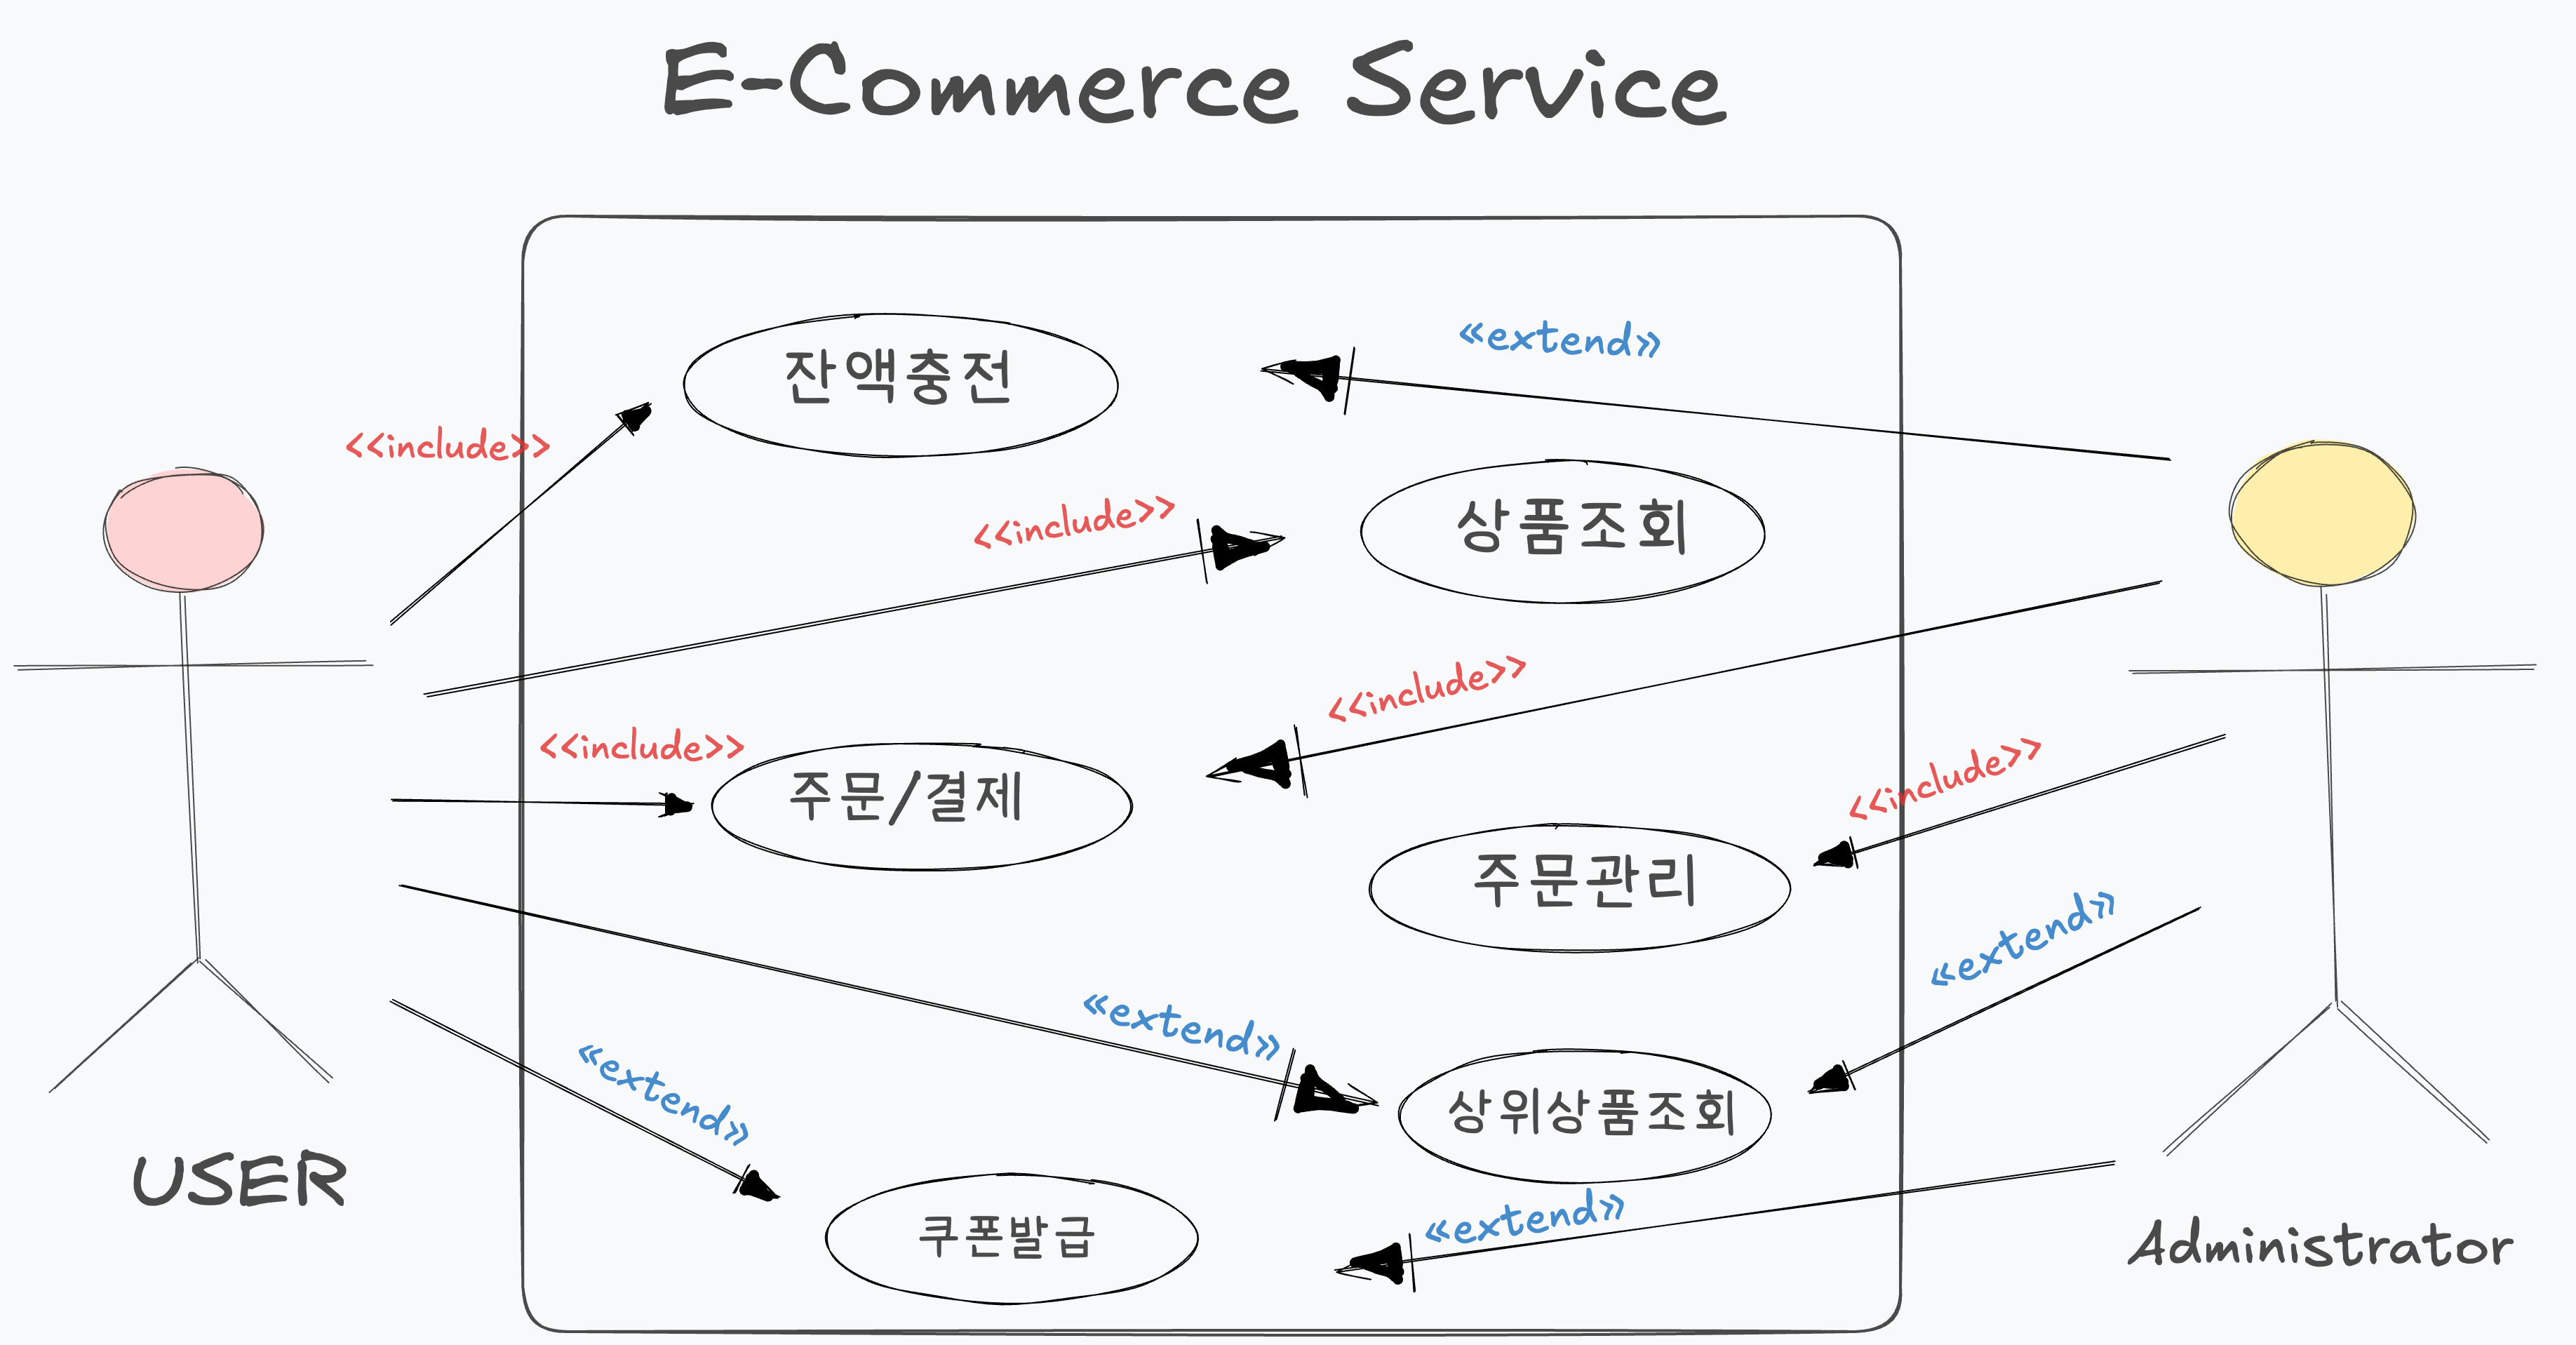 E-Commerce Service
«extend»
잔액충전
<<include>>
<<include>>
상품조회
<<include>>
<<include>>
주문/결제
<<include>>
주문관리
«extend»
«extend»
«extend»
상위상품조회
USER
«extend»
쿠폰발급
Administrator